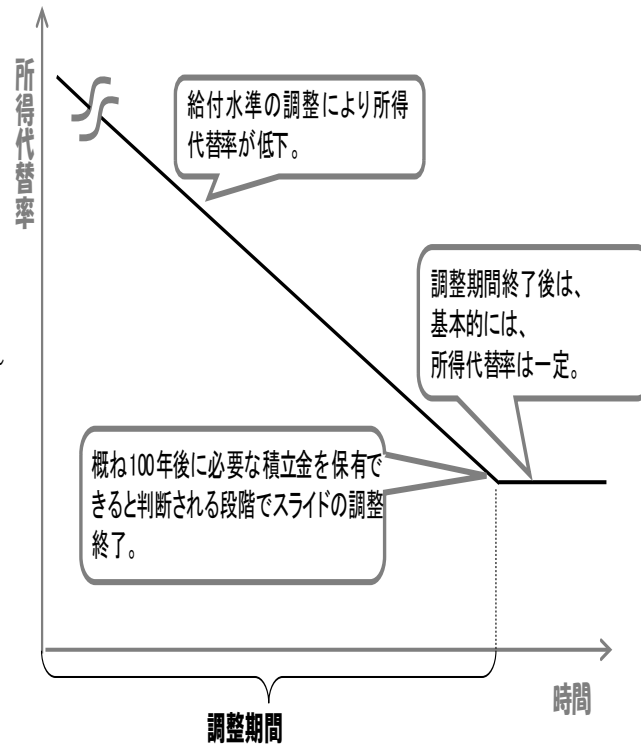 所得代替率
給付水準の調整により所得
代替率が低下。
調整期間終了後は、
基本的には、
所得代替率は一定。
概ね100年後に必要な積立金を保有で
きると判断される段階でスライドの調整
終了。
時間
調整期間